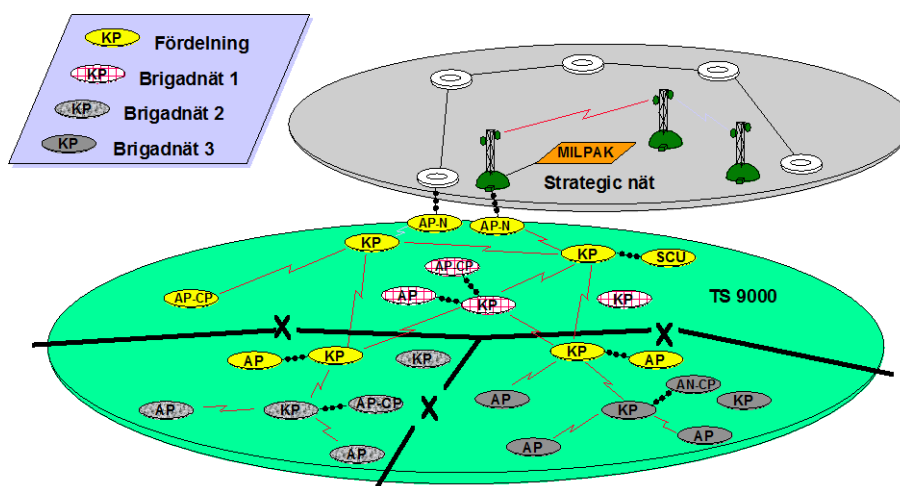 KP Fördelning
KP Brigadnät 1
KP Brigadnät 2
KP Brigadnät 3
MILPAK
Strategic nät
AP-N AP-N
KP KP SCU
AP-CP
AP-CP AP KP KP TS 9000
X X
AP KP KP KP AP
AN-CP
AP KP AP-CP X AP KP KP
AP AP AP